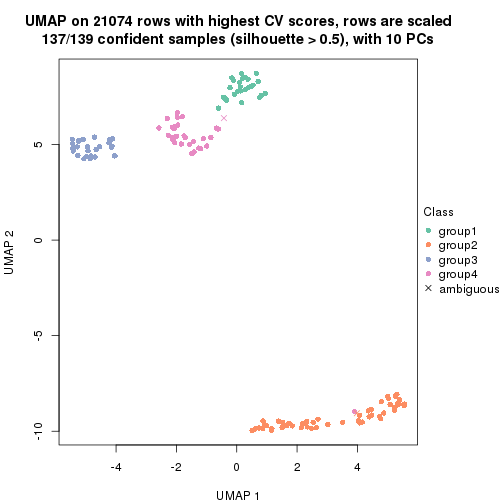 UMAP on 21074 rows with highest CV scores, rows are scaled
137/139 confident samples (silhouette > 0.5), with 10 PCs
5
0
-5
-10
UMAP 2
-4
-2
0
2
4
UMAP 1
Class
group1
group2
group3
group4
ambiguous